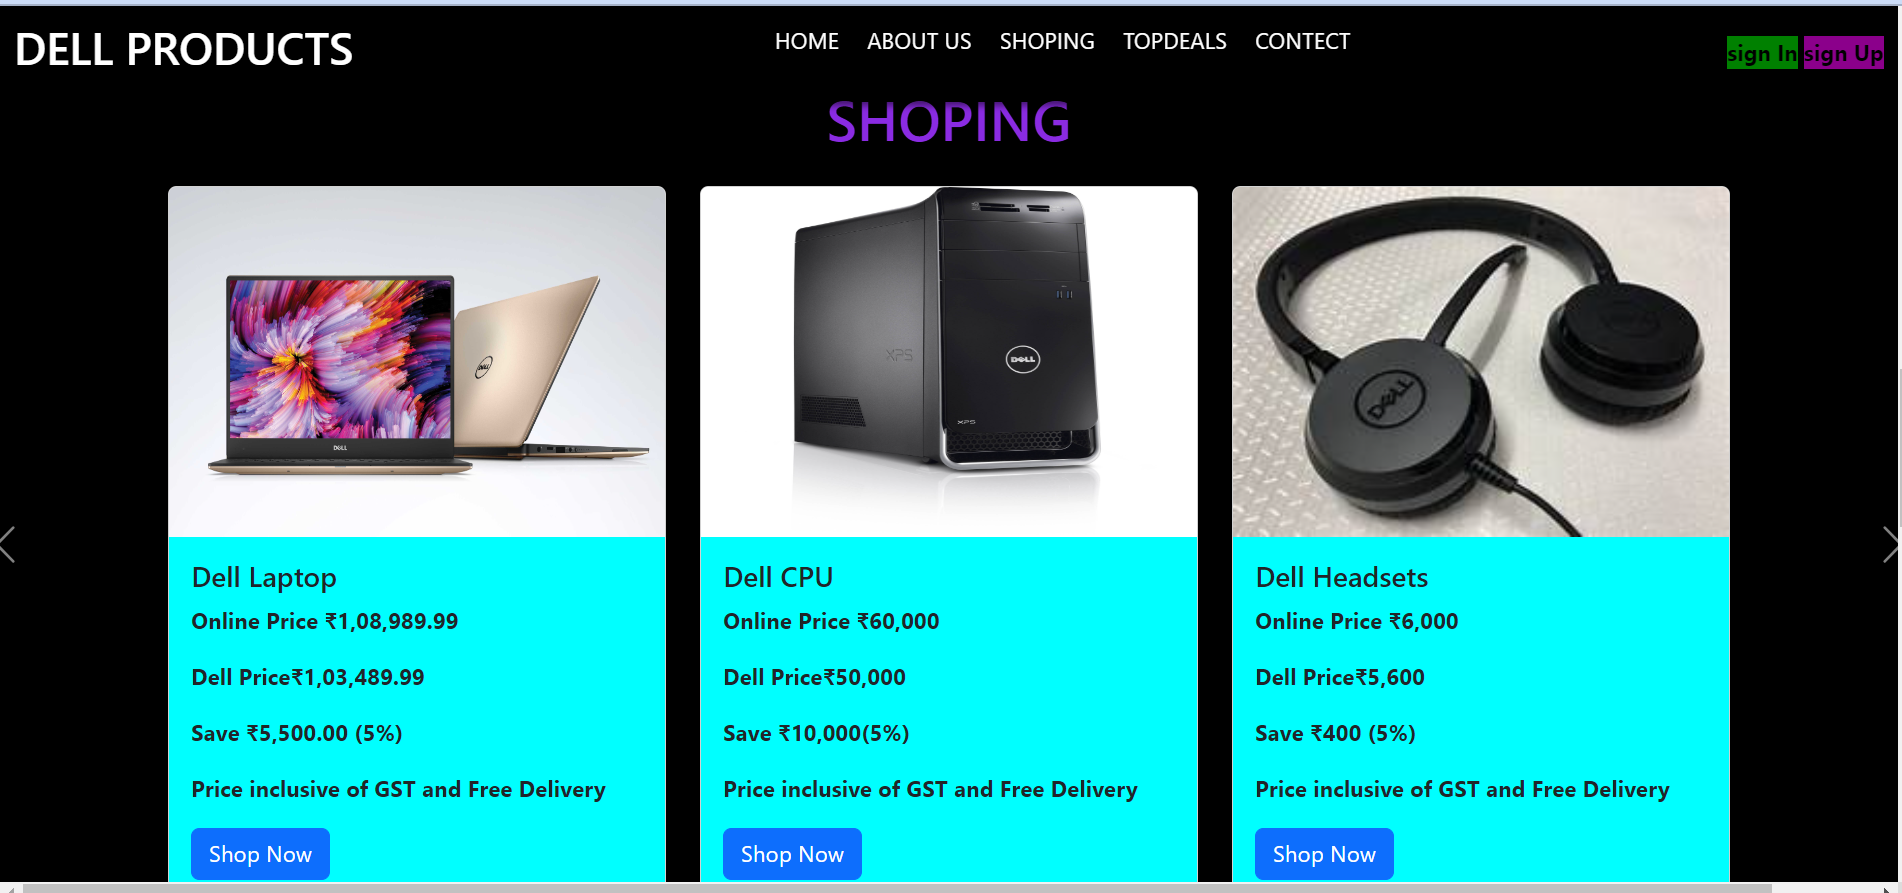 DELL PRODUCTS
HOME ABOUT US SHOPING TOPDEALS CONTECT
sign In sign Up
SHOPING
DELL
XPS
DELL
XPS
DELL
Dell Laptop
Online Price ₹1,08,989.99
Dell Price₹1,03,489.99
Save ₹5,500.00 (5%)
Price inclusive of GST and Free Delivery
Shop Now
Dell CPU
Online Price ₹60,000
Dell Price₹50,000
Save ₹10,000(5%)
Price inclusive of GST and Free Delivery
Shop Now
Dell Headsets
Online Price ₹6,000
Dell Price₹5,600
Save ₹400 (5%)
Price inclusive of GST and Free Delivery
Shop Now